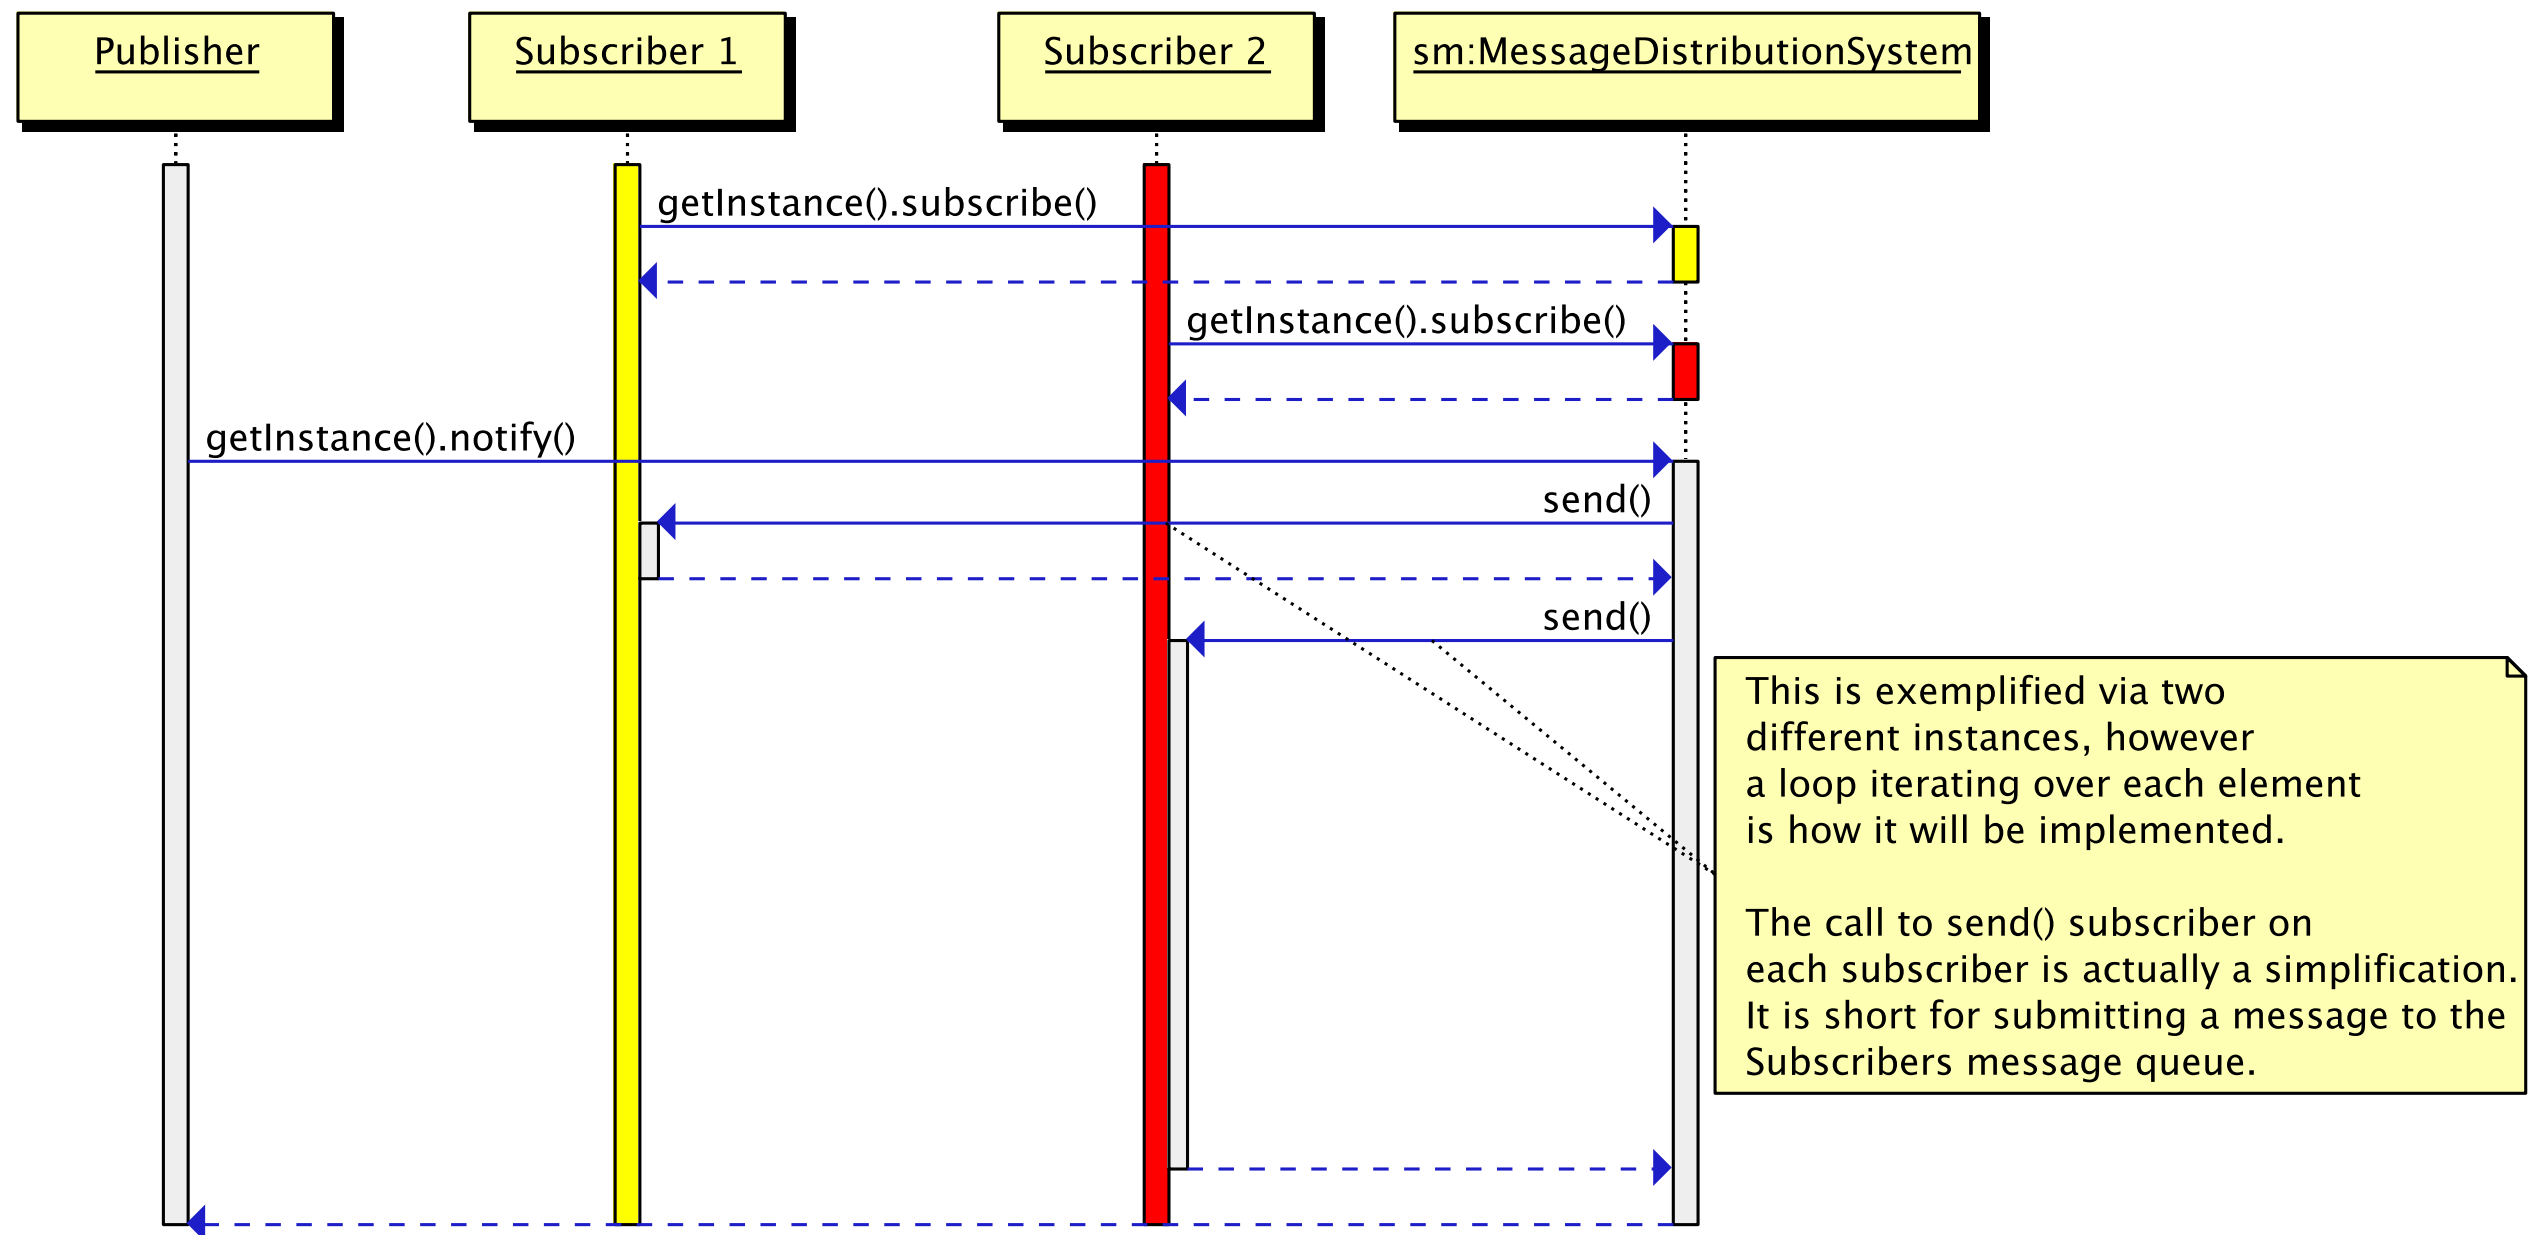 Publisher
Subscriber 1
Subscriber 2
sm:MessageDistributionSystem
getInstance().subscribe()
getInstance().subscribe()
getInstance().notify()
send()
send()
This is exemplified via two
different instances, however
a loop iterating over each element
is how it will be implemented.
The call to send() subscriber on
each subscriber is actually a simplification.
It is short for submitting a message to the
Subscribers message queue.